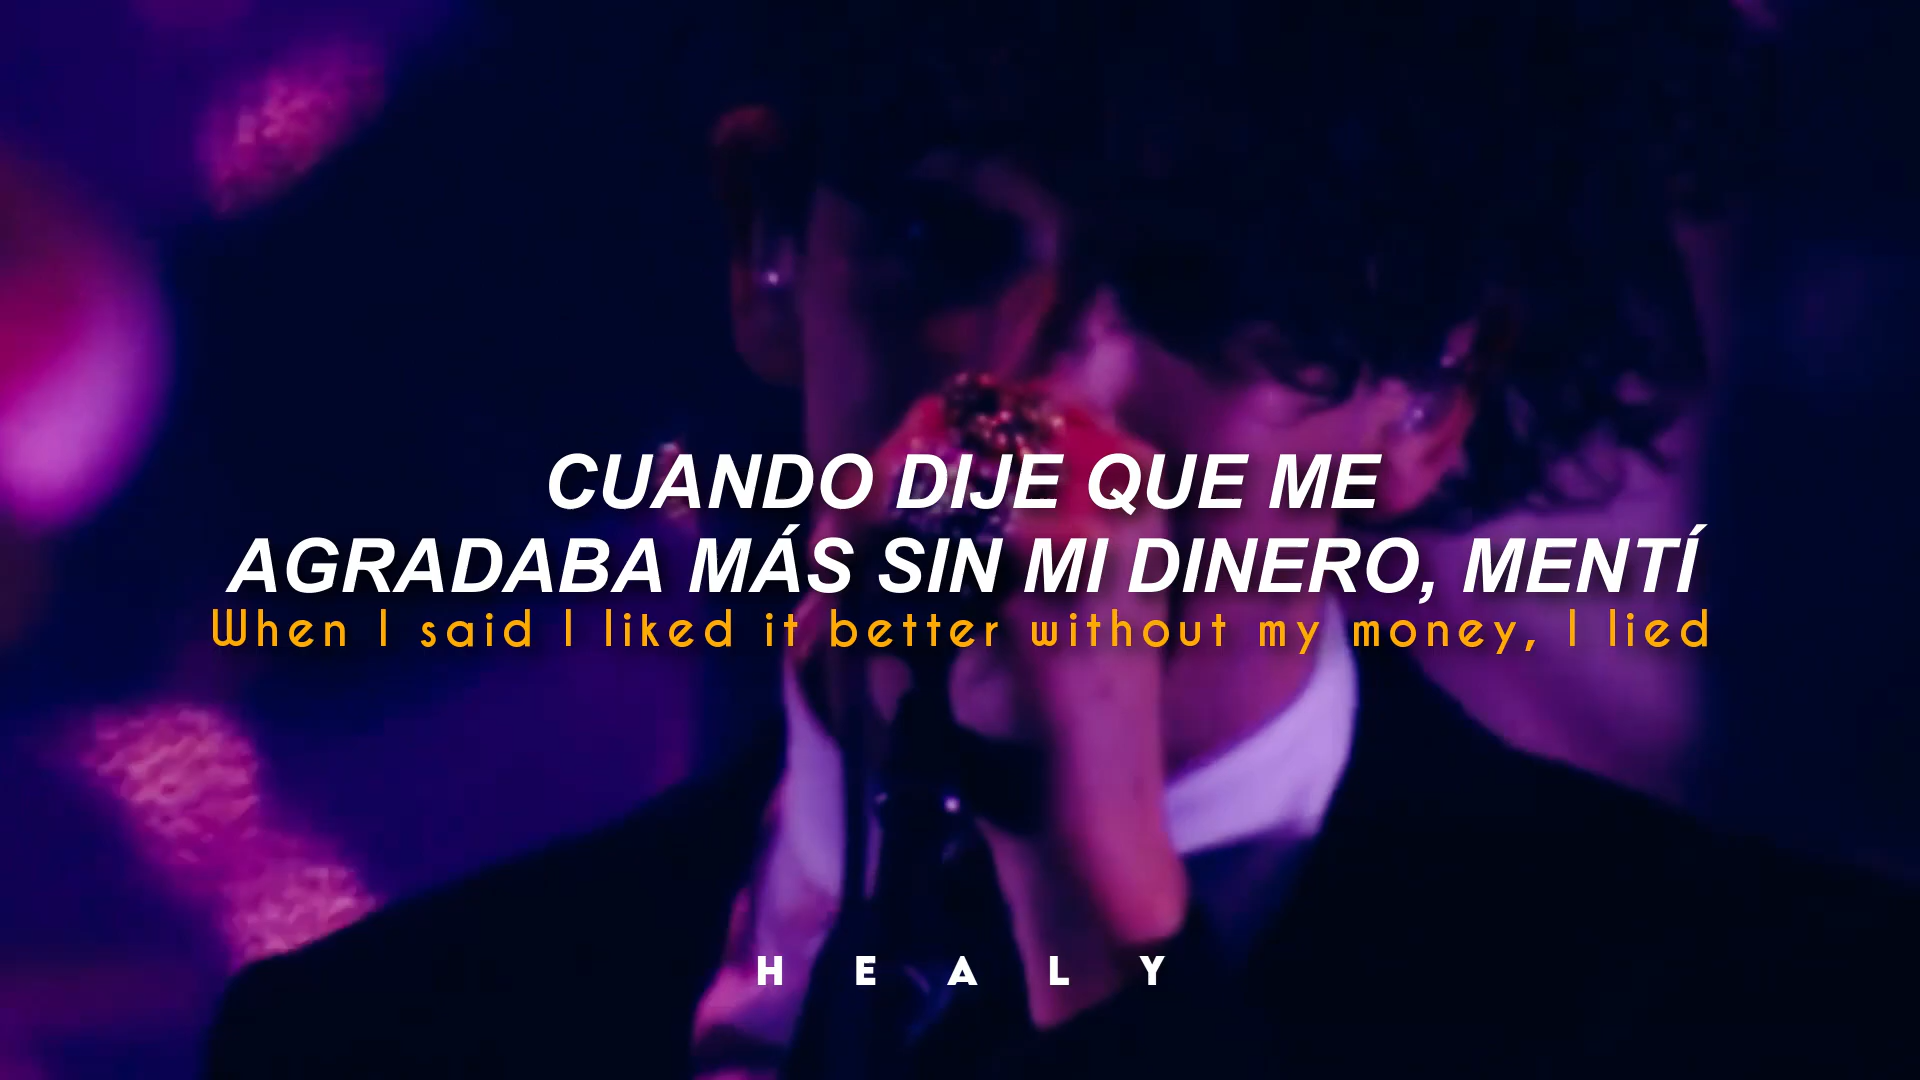 CUANDO DIJE QUE ME
AGRADABA MÁS SIN MI DINERO, MENTÍ
When I said I liked it better without my money, I lied
HEALY